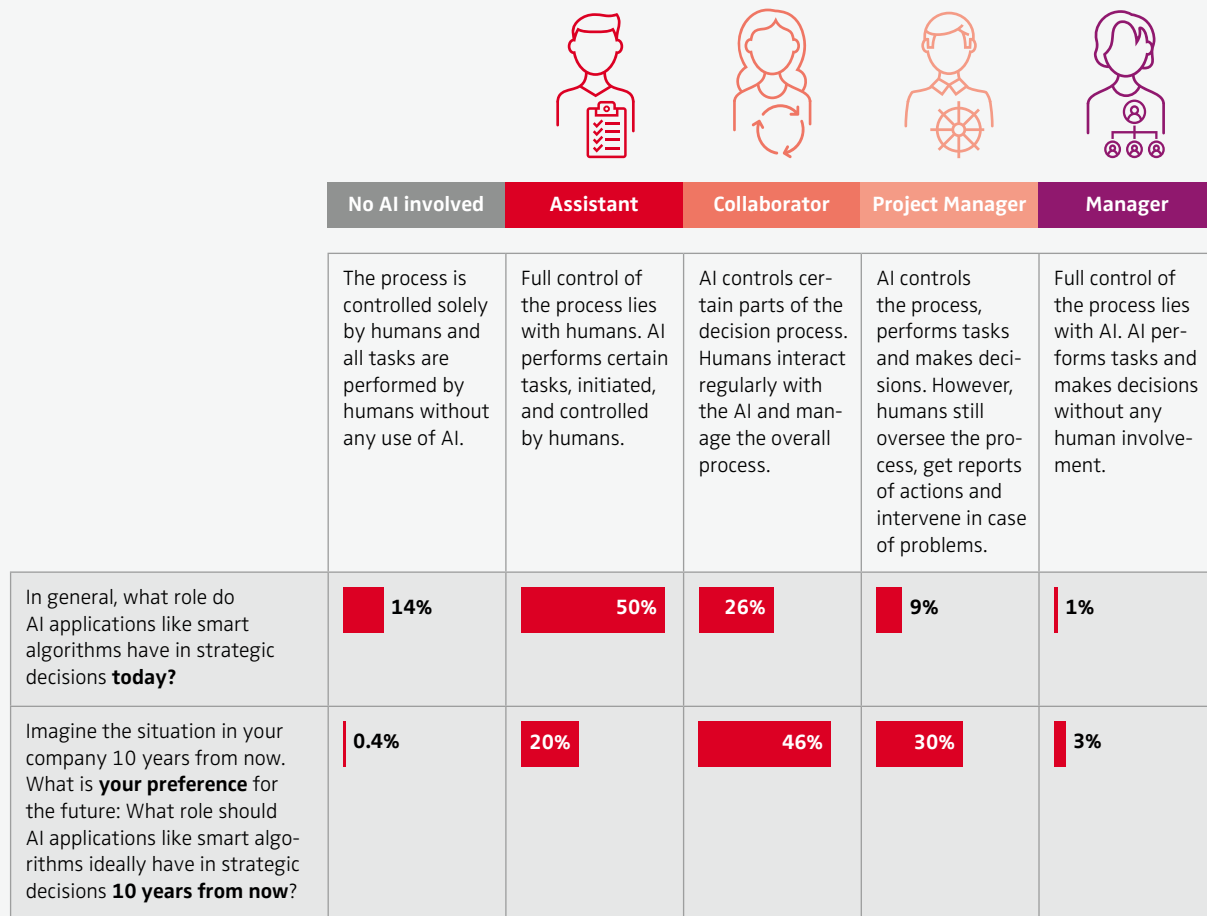 No AI involved
Assistant
Collaborator
Project Manager
Manager
The process is
controlled solely
by humans and
all tasks are
performed by
humans without
any use of AI.
Full control of
the process lies
with humans. AI
performs certain
tasks, initiated,
and controlled
by humans.
AI controls cer-
tain parts of the
decision process.
Humans interact
regularly with
the AI and man-
age the overall
process.
AI controls
the process,
performs tasks
and makes deci-
sions. However,
humans still
oversee the pro-
cess, get reports
of actions and
intervene in case
of problems.
Full control of
the process lies
with AI. AI per-
forms tasks and
makes decisions
without any
human involve-
ment.
In general, what role do
AI applications like smart
algorithms have in strategic
decisions today?
14%
50%
26%
9%
1%
Imagine the situation in your
company 10 years from now.
What is your preference for
the future: What role should
AI applications like smart algo-
rithms ideally have in strategic
decisions 10 years from now?
0.4%
20%
46%
30%
3%